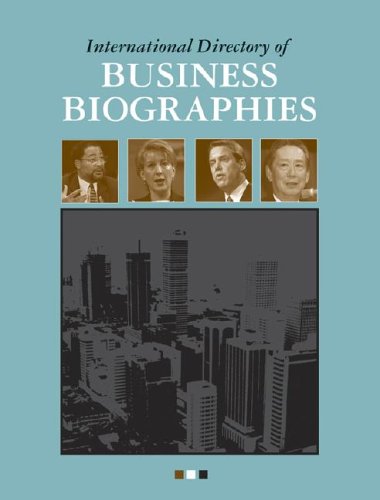 International Directory of
BUSINESS
BIOGRAPHIES